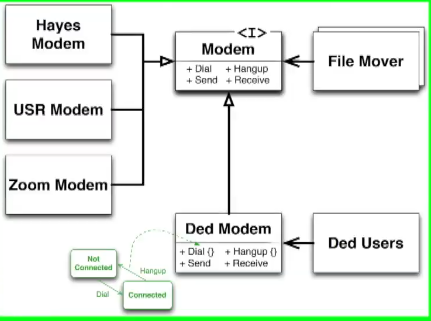 Hayes
Modem
USR Modem
Zoom Modem
<I>
Modem
+ Dial + Hangup
+ Send + Receive
File Mover
Ded Modem
+ Dial {} + Hangup {}
+ Send + Receive
Ded Users
Not
Connected
Hangup
Dial
Connected